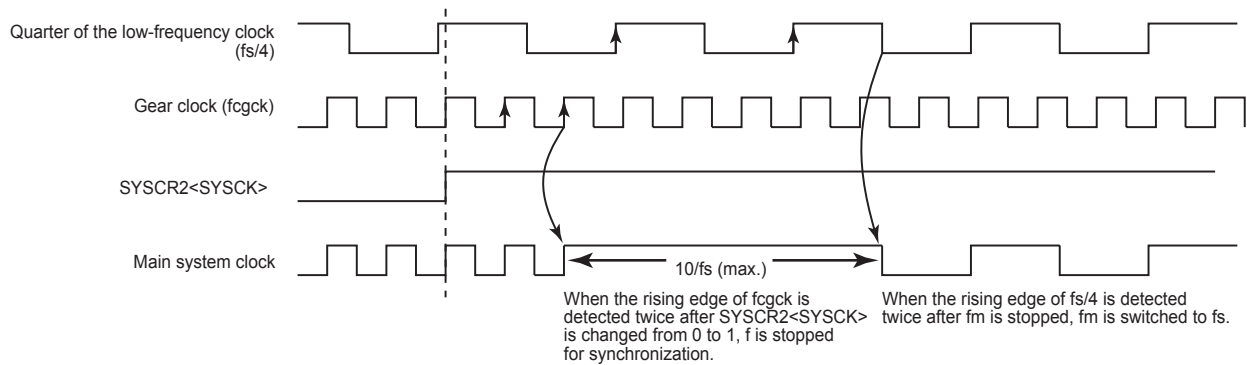 Quarter of the low-frequency clock
(fs/4)
Gear clock (fcgck)
SYSCR2<SYSCK>
Main system clock
10/fs (max.)
When the rising edge of fcgck is
detected twice after SYSCR2<SYSCK>
is changed from 0 to 1, f is stopped
for synchronization.
When the rising edge of fs/4 is detected
twice after fm is stopped, fm is switched to fs.